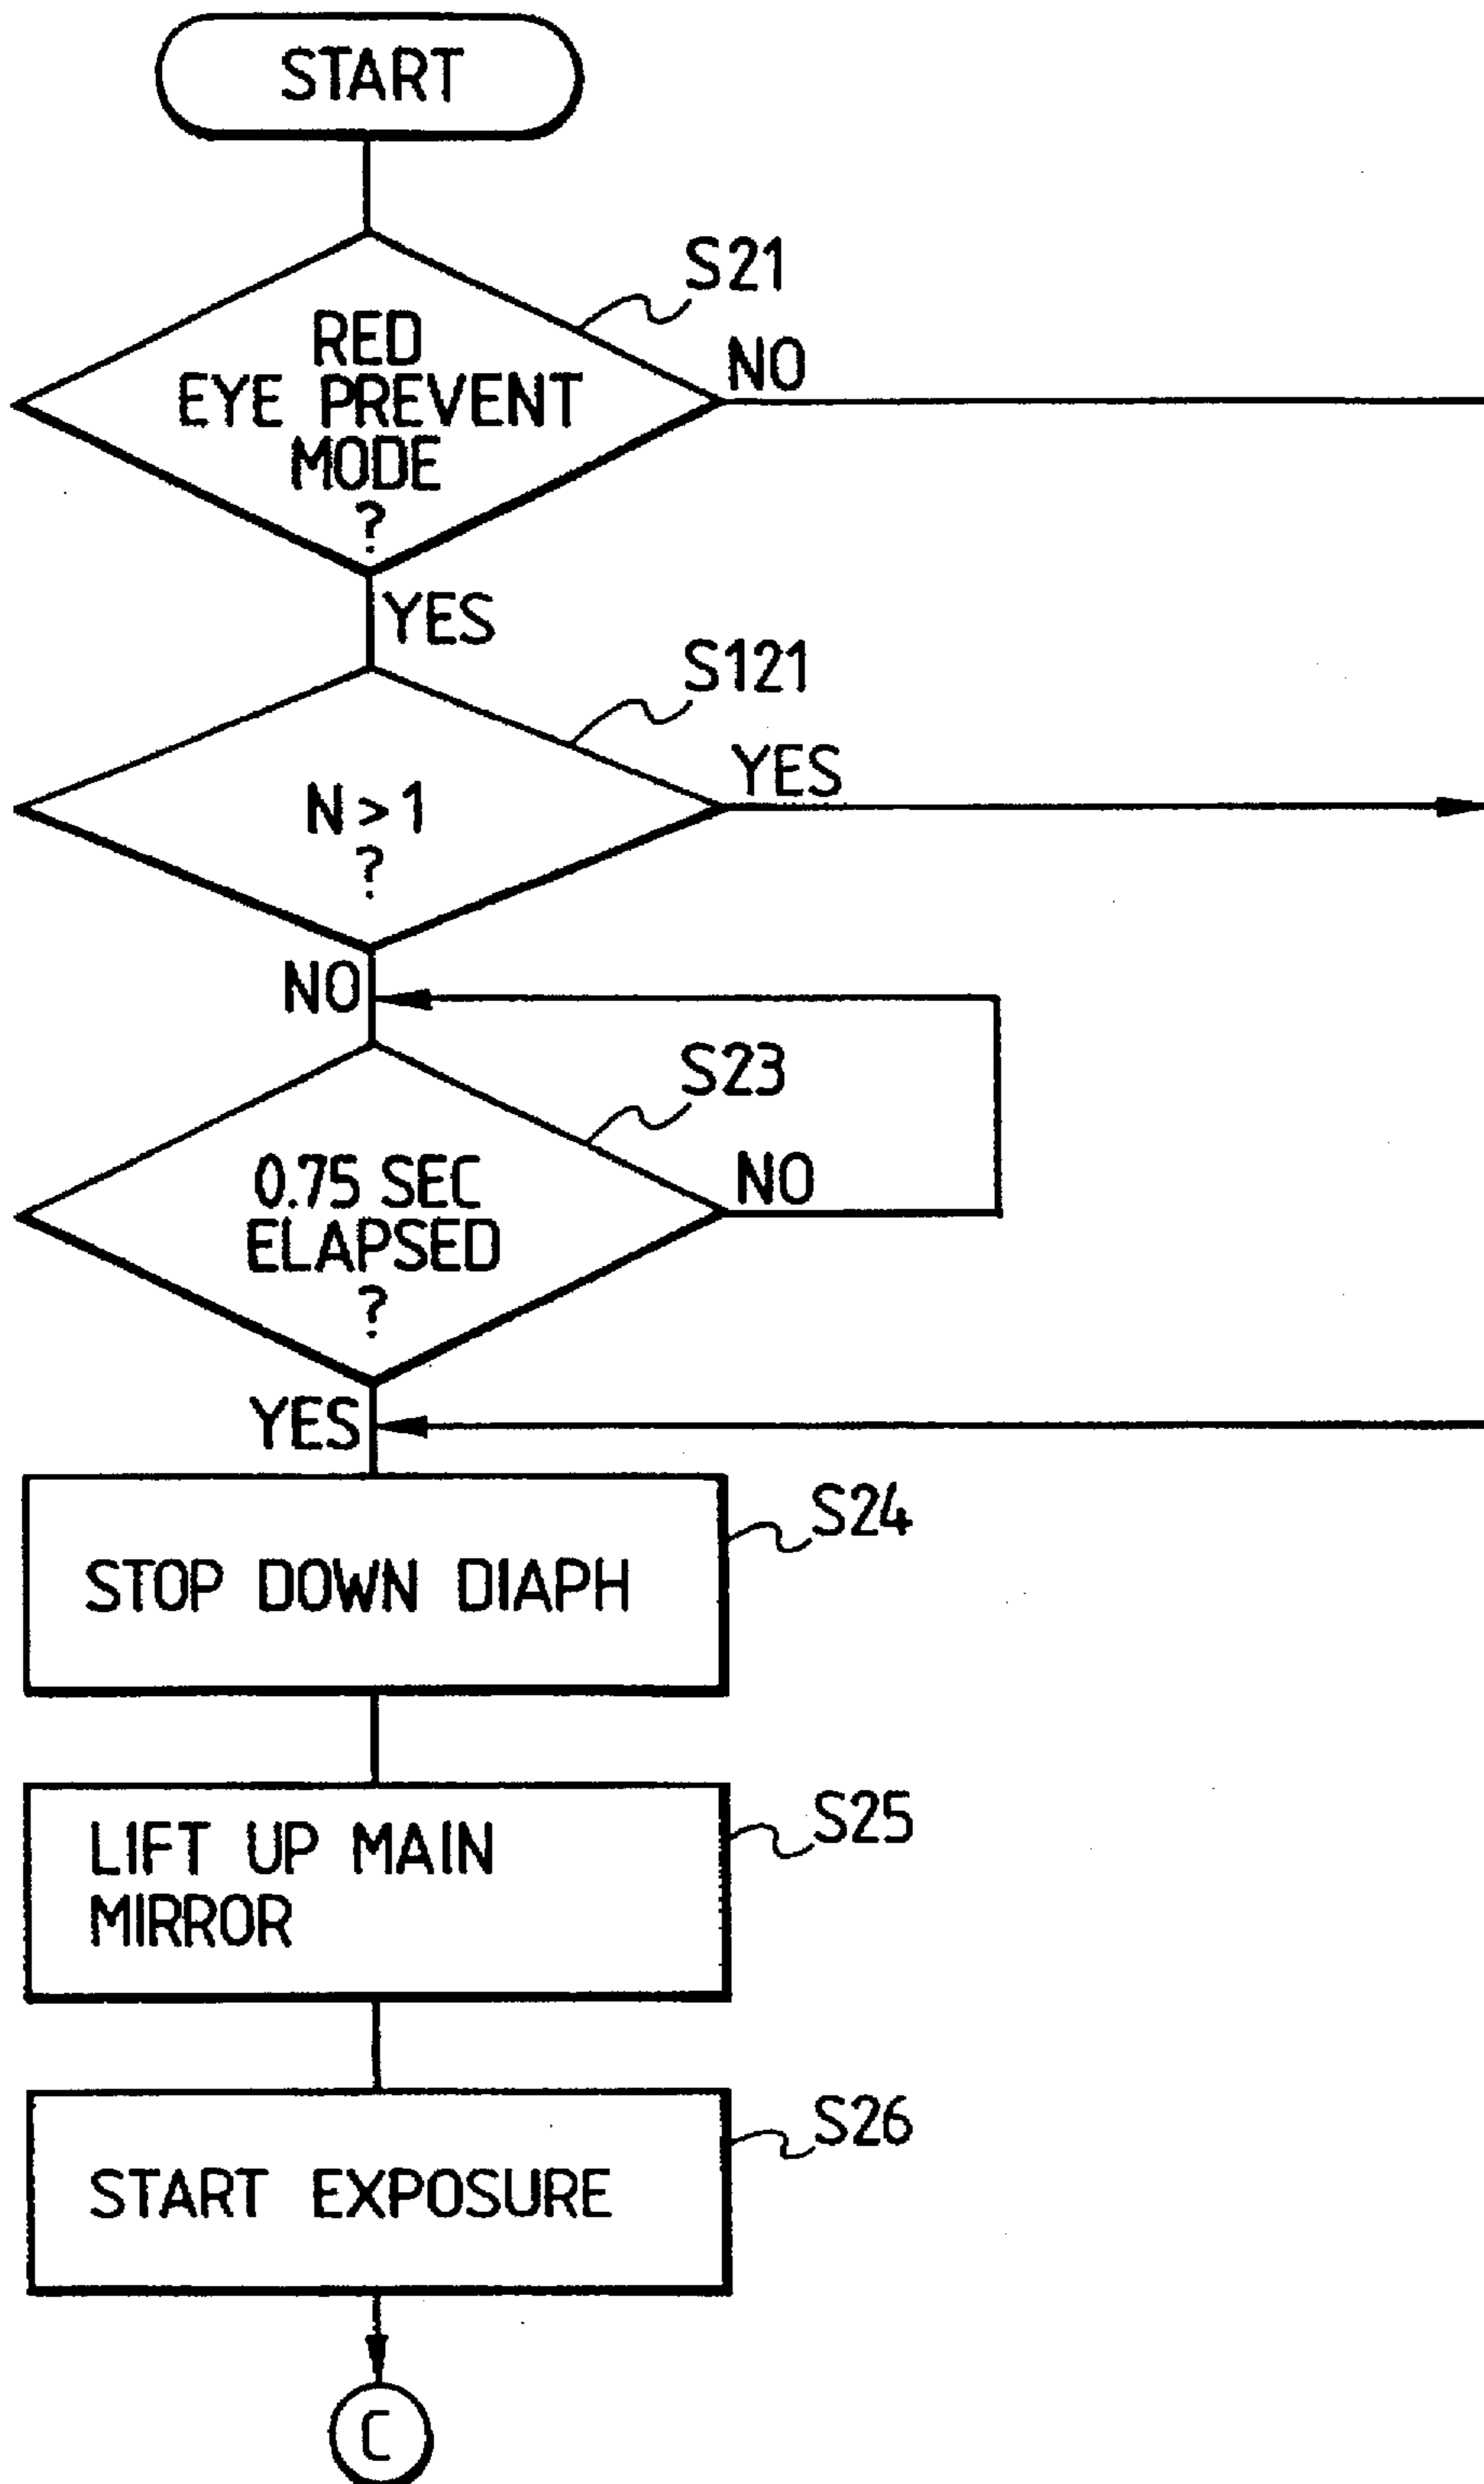 START
S21
RED
EYE PREVENT
MODE
?
NO
YES
S121
N > 1
?
YES
NO
S23
0.75 SEC
ELAPSED
?
NO
YES
S24
STOP DOWN DIAPH
S25
LIFT UP MAIN
MIRROR
S26
START EXPOSURE
C